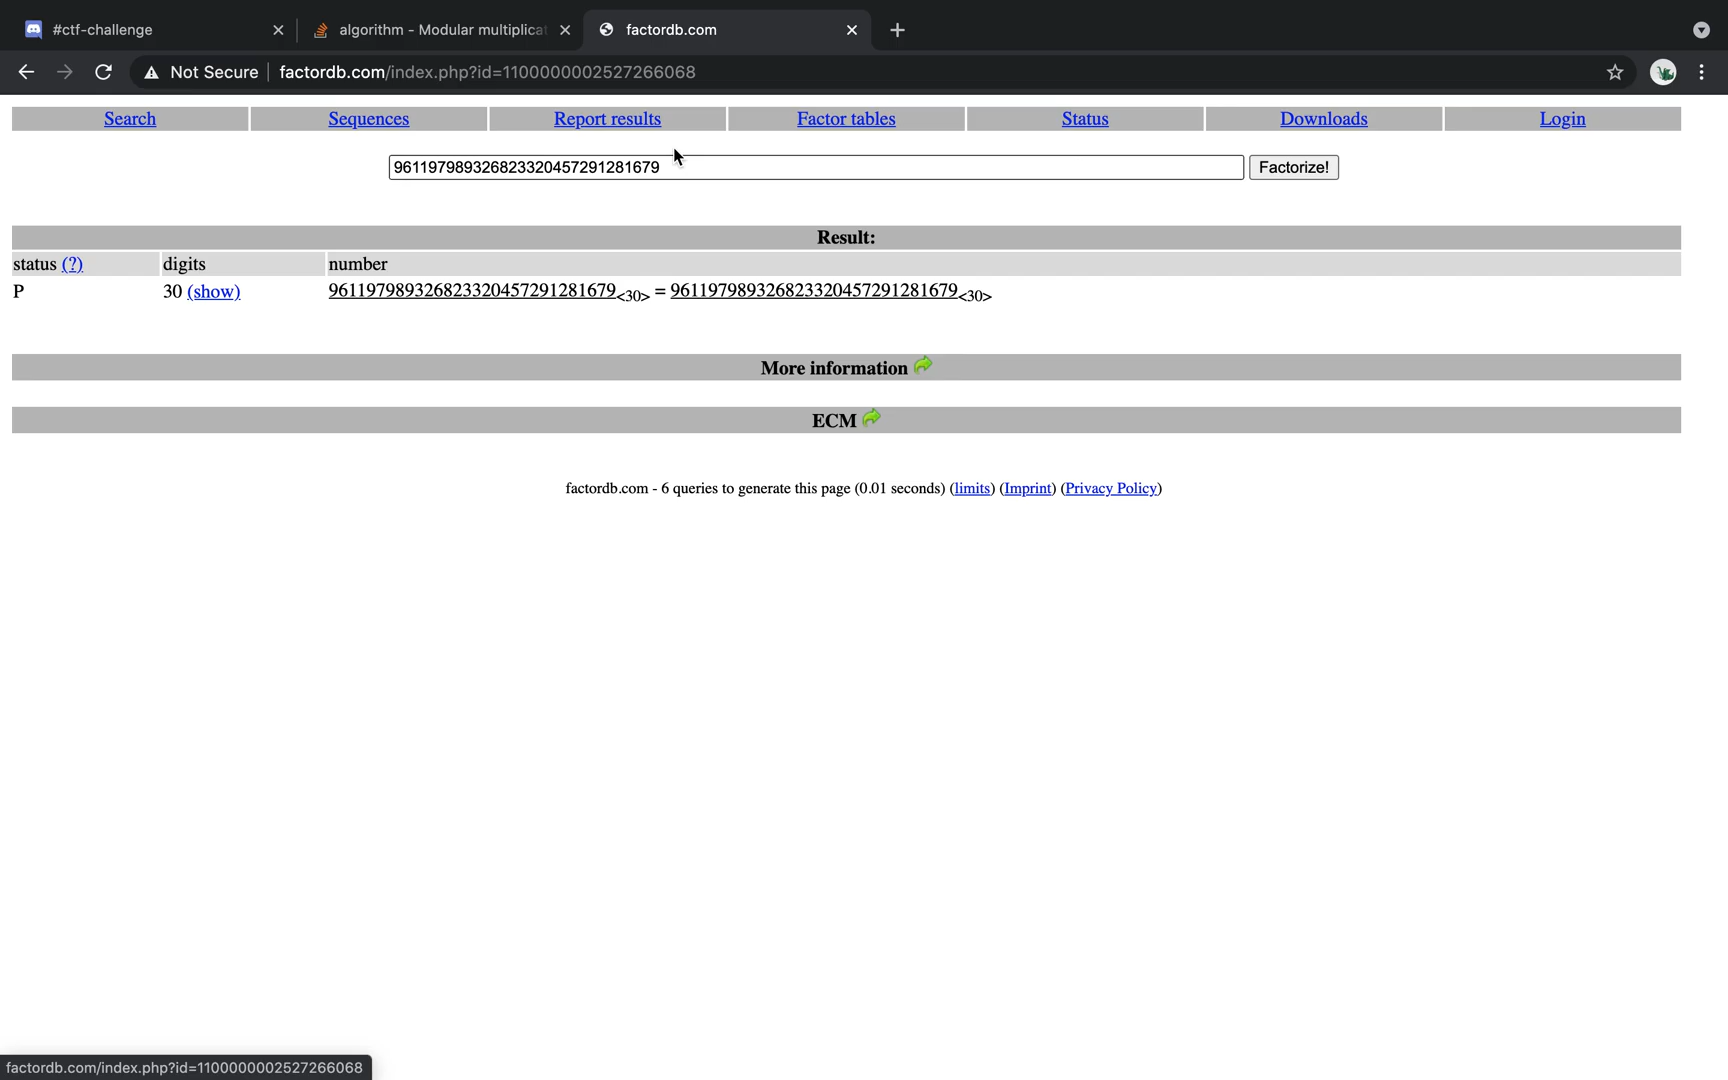 #ctf-challenge
algorithm - Modular multiplicat
factordb.com
Not Secure
factordb.com/index.php?id=1100000002527266068
Search Sequences Report results Factor tables Status Downloads Login
961197989326823320457291281679 Factorize!
Result:
status (?) digits number
P 30 (show) 961197989326823320457291281679<30> = 961197989326823320457291281679<30>
More information
ECM
factordb.com - 6 queries to generate this page (0.01 seconds) (limits) (Imprint) (Privacy Policy)
factordb.com/index.php?id=1100000002527266068